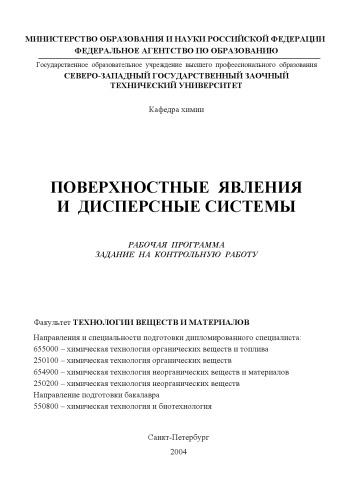 МИНИСТЕРСТВО ОБРАЗОВАНИЯ И НАУКИ РОССИЙСКОЙ ФЕДЕРАЦИИ
ФЕДЕРАЛЬНОЕ АГЕНТСТВО ПО ОБРАЗОВАНИЮ
Государственное образовательное учреждение высшего профессионального образования
СЕВЕРО-ЗАПАДНЫЙ ГОСУДАРСТВЕННЫЙ ЗАОЧНЫЙ
ТЕХНИЧЕСКИЙ УНИВЕРСИТЕТ
Кафедра химии
ПОВЕРХНОСТНЫЕ ЯВЛЕНИЯ
И ДИСПЕРСНЫЕ СИСТЕМЫ
РАБОЧАЯ ПРОГРАММА
ЗАДАНИЕ НА КОНТРОЛЬНУЮ РАБОТУ
Факультет ТЕХНОЛОГИИ ВЕЩЕСТВ И МАТЕРИАЛОВ
Направления и специальности подготовки дипломированного специалиста:
655000 – химическая технология органических веществ и топлива
250100 – химическая технология органических веществ
654900 – химическая технология неорганических веществ и материалов
250200 – химическая технология неорганических веществ
Направление подготовки бакалавра
550800 – химическая технология и биотехнология
Санкт-Петербург
2004